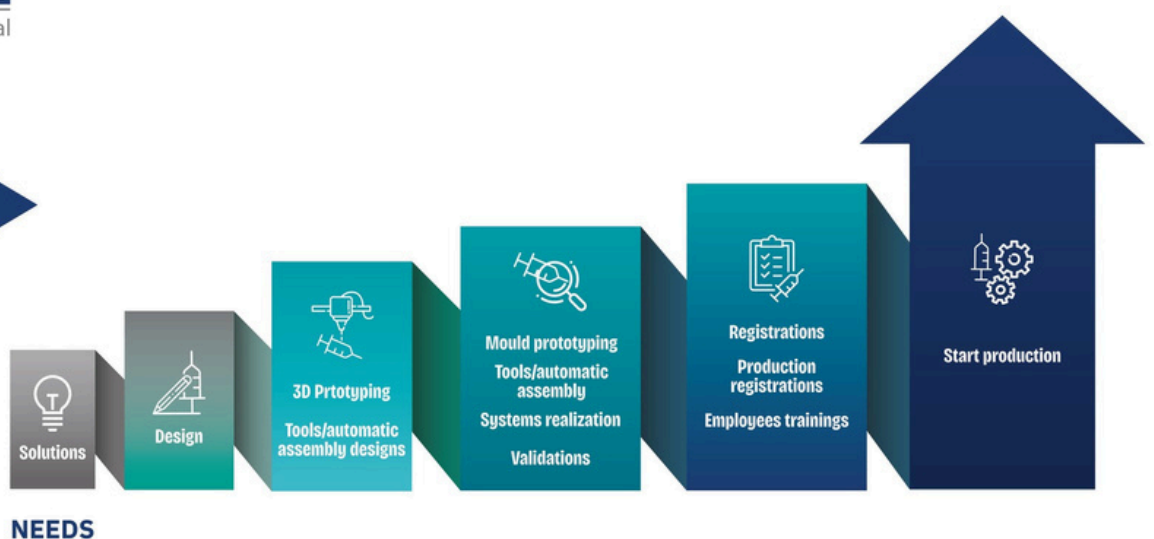 al
Solutions
Design
3D Prtotyping
Tools/automatic
assembly designs
Mould prototyping
Tools/automatic
assembly
Systems realization
Validations
Registrations
Production
registrations
Employees trainings
Start production
NEEDS